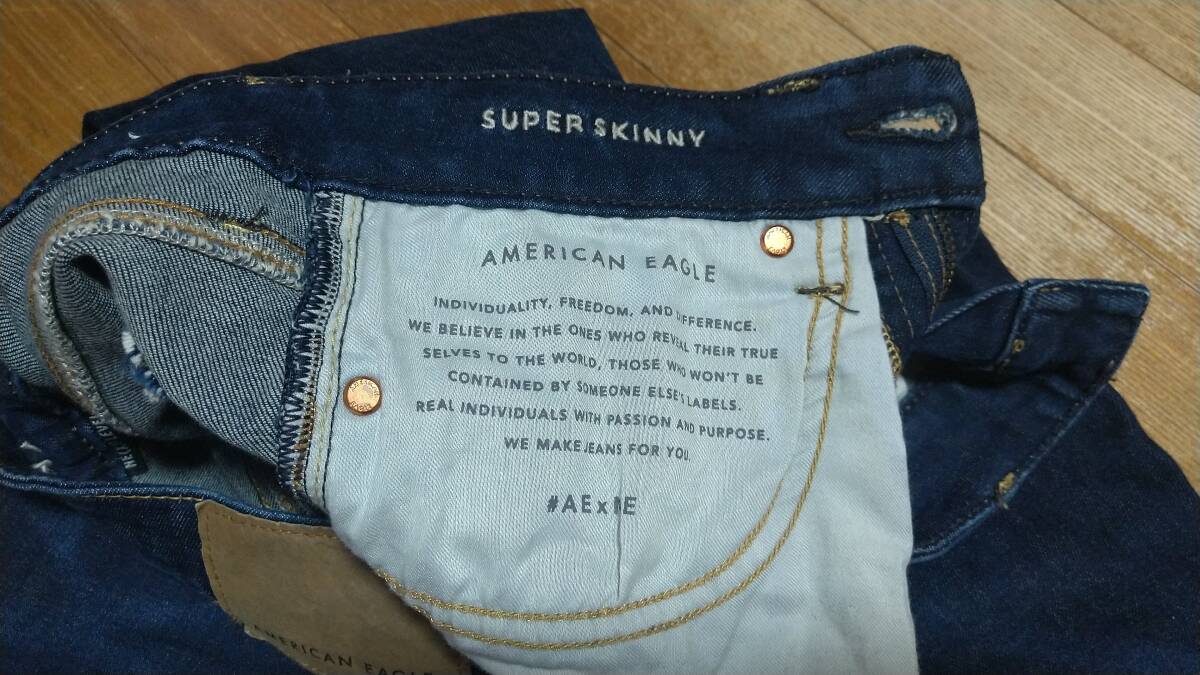 SUPER SKINNY
AMERICAN EAGLE
INDIVIDUALITY, FREEDOM, AND DIFFERENCE.
WE BELIEVE IN THE ONES WHO REVEAL THEIR TRUE
SELVES TO THE WORLD, THOSE WHO WON'T BE
CONTAINED BY SOMEONE ELSE'S LABELS.
REAL INDIVIDUALS WITH PASSION AND PURPOSE.
WE MAKE JEANS FOR YOU.
#AExME
AMERICAN EAGLE